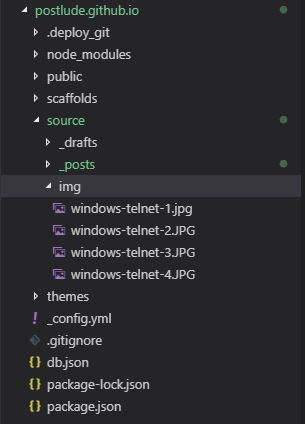 postlude.github.io
.deploy_git
node_modules
public
scaffolds
source
_drafts
_posts
img
windows-telnet-1.jpg
windows-telnet-2.JPG
windows-telnet-3.JPG
windows-telnet-4.JPG
themes
_config.yml
.gitignore
db.json
package-lock.json
package.json